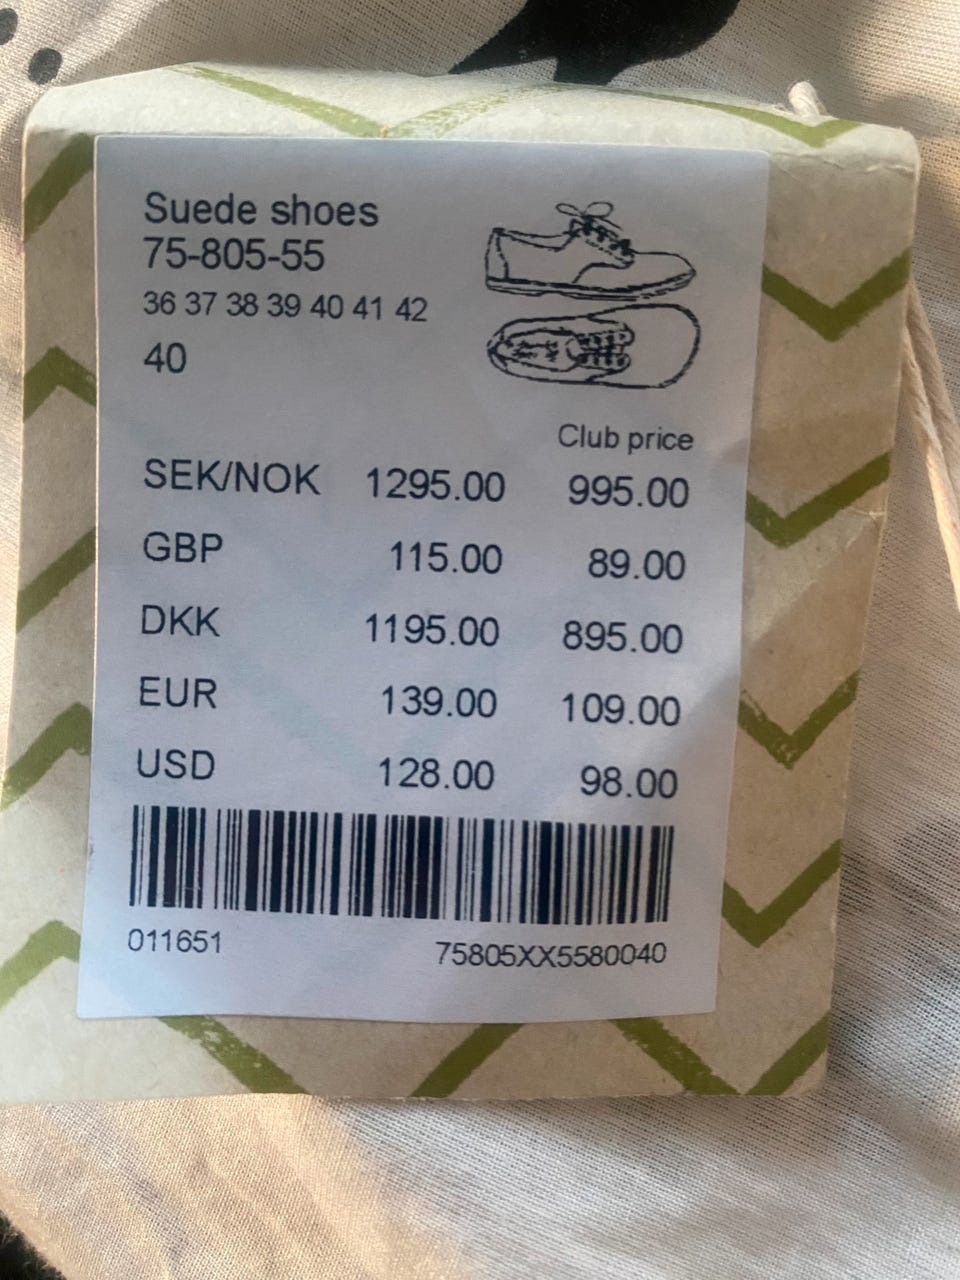 Suede shoes
75-805-55
36 37 38 39 40 41 42
40
Club price
SEK/NOK 1295.00 995.00
GBP 115.00 89.00
DKK 1195.00 895.00
EUR 139.00 109.00
USD 128.00 98.00
011651 75805XX5580040